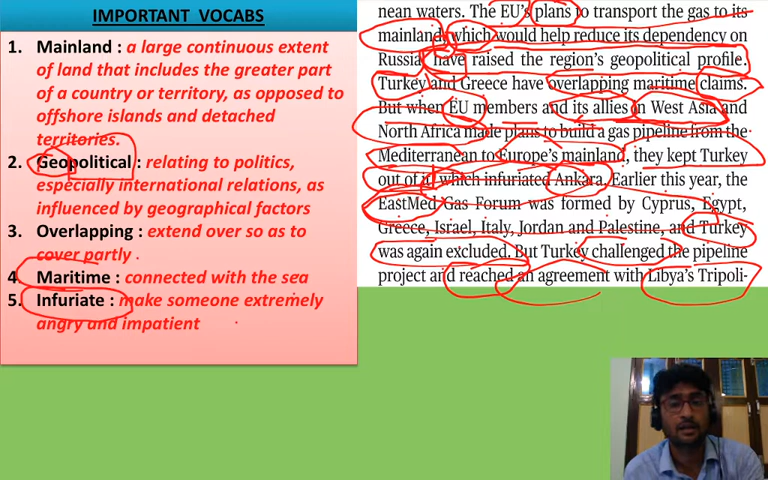 IMPORTANT VOCABS
1. Mainland : a large continuous extent
of land that includes the greater part
of a country or territory, as opposed to
offshore islands and detached
territories.
2. Geopolitical : relating to politics,
especially international relations, as
influenced by geographical factors
3. Overlapping : extend over so as to
cover partly .
4. Maritime : connected with the sea
5. Infuriate : make someone extremely
angry and impatient
nean waters. The EU's plans to transport the gas to its
mainland, which would help reduce its dependency on
Russia, have raised the region's geopolitical profile.
Turkey and Greece have overlapping maritime claims.
But when EU members and its allies in West Asia and
North Africa made plans to build a gas pipeline from the
Mediterranean to Europe's mainland, they kept Turkey
out of it, which infuriated Ankara. Earlier this year, the
EastMed Gas Forum was formed by Cyprus, Egypt,
Greece, Israel, Italy, Jordan and Palestine, and Turkey
was again excluded. But Turkey challenged the pipeline
project and reached an agreement with Libya's Tripoli-